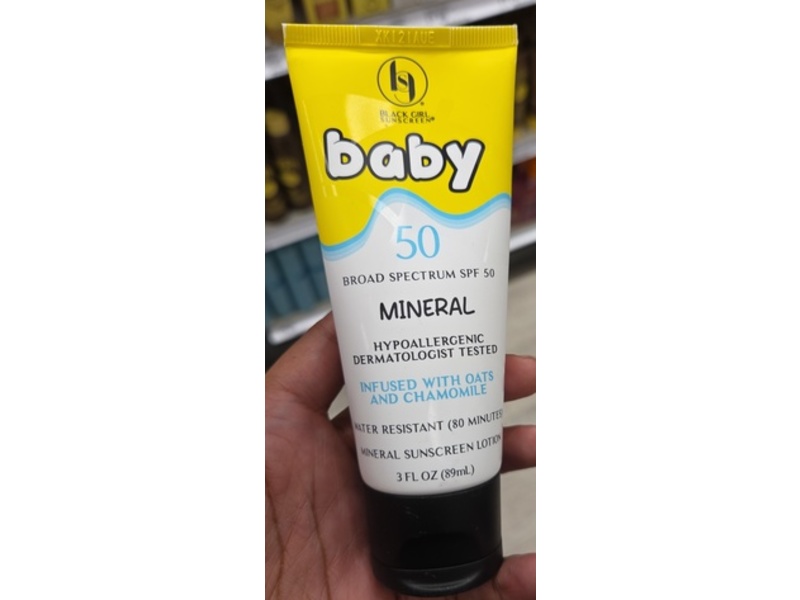 XK121AUE
BLACK GIRL
SUNSCREEN®
baby
50
BROAD SPECTRUM SPF 50
MINERAL
HYPOALLERGENIC
DERMATOLOGIST TESTED
INFUSED WITH OATS
AND CHAMOMILE
WATER RESISTANT (80 MINUTES)
MINERAL SUNSCREEN LOTION
3 FL OZ (89mL)